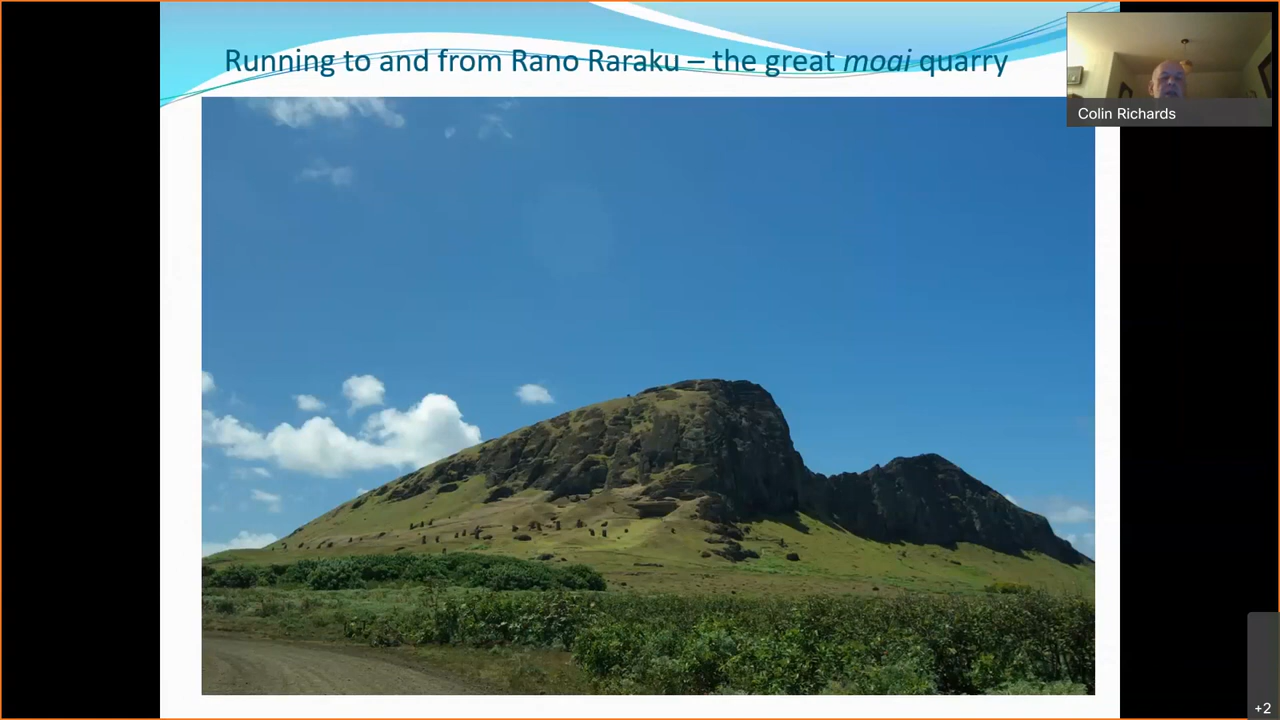 Running to and from Rano Raraku – the great moai quarry
Colin Richards
+2